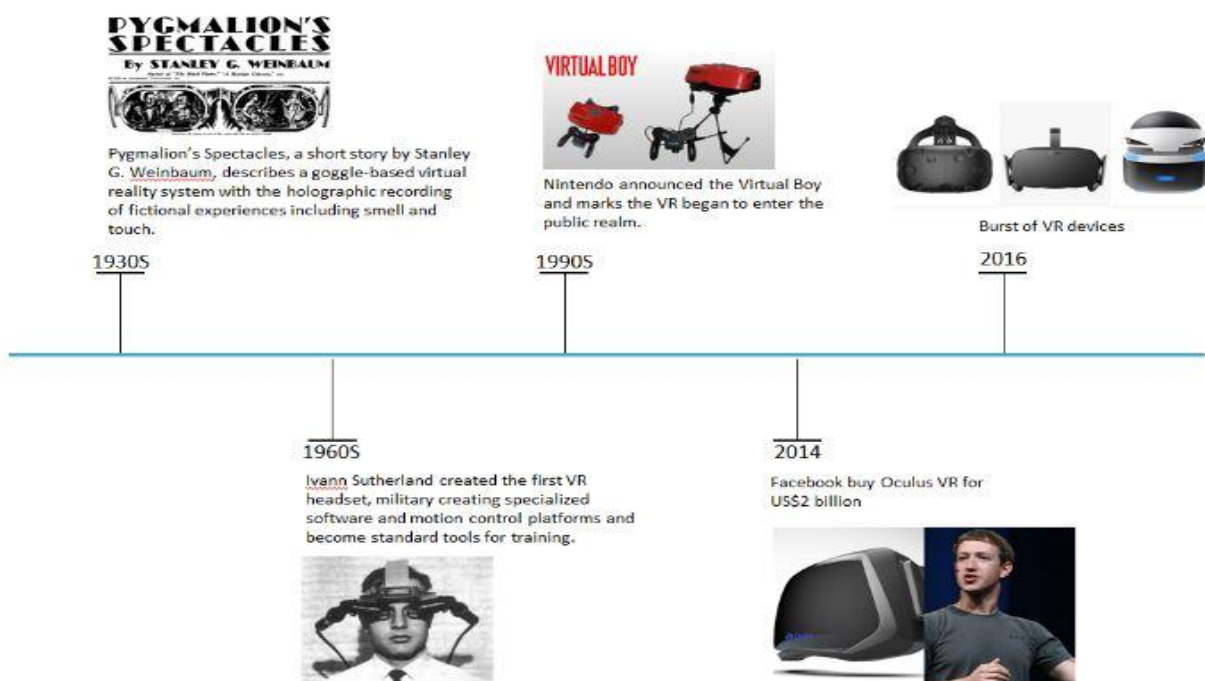 PYGMALION'S
SPECTACLES
By STANLEY G. WEINBAUM
Pygmalion's Spectacles, a short story by Stanley
G. Weinbaum, describes a goggle-based virtual
reality system with the holographic recording
of fictional experiences including smell and
touch.
1930S
VIRTUAL BOY
Nintendo announced the Virtual Boy
and marks the VR began to enter the
public realm.
1990S
Burst of VR devices
2016
1960S
Ivann Sutherland created the first VR
headset, military creating specialized
software and motion control platforms and
become standard tools for training.
2014
Facebook buy Oculus VR for
US$2 billion